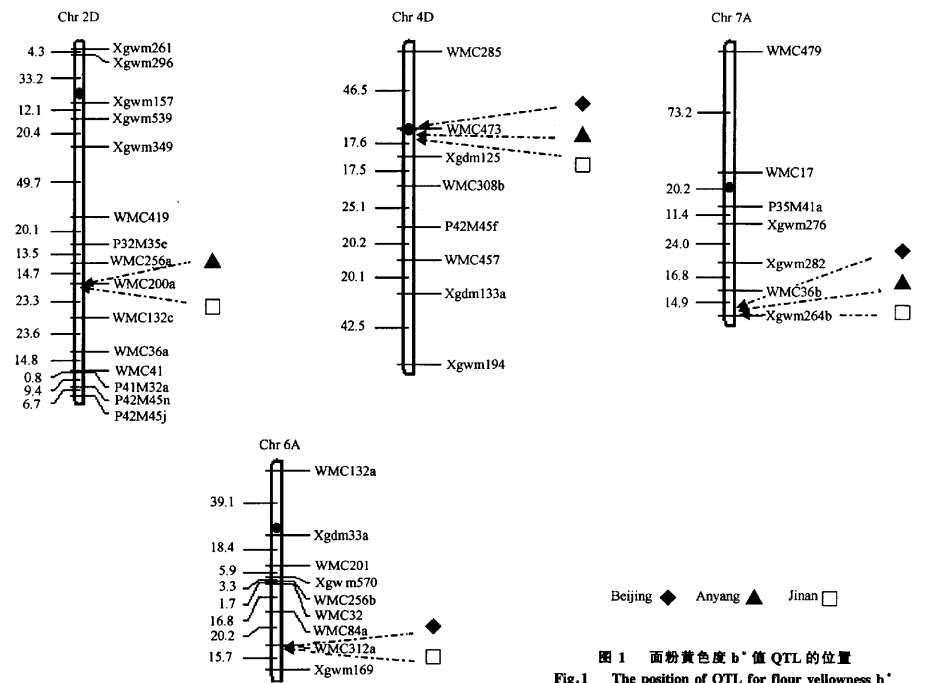 Chr 2D
4.3
Xgwm261
Xgwm296
33.2
Xgwm157
12.1
Xgwm539
20.4
Xgwm349
49.7
WMC419
20.1
P32M35e
13.5
WMC256a
14.7
WMC200a
23.3
WMC132c
23.6
WMC36a
14.8
WMC41
0.8
P41M32a
9.4
P42M45n
6.7
P42M45j
Chr 4D
WMC285
46.5
WMC473
17.6
Xgdm125
17.5
WMC308b
25.1
P42M45f
20.2
WMC457
20.1
Xgdm133a
42.5
Xgwm194
Chr 7A
WMC479
73.2
WMC17
20.2
P35M41a
11.4
Xgwm276
24.0
Xgwm282
16.8
WMC36b
14.9
Xgwm264b
Chr 6A
WMC132a
39.1
Xgdm33a
18.4
WMC201
5.9
Xgwm570
3.3
WMC256b
1.7
WMC32
16.8
WMC84a
20.2
WMC312a
15.7
Xgwm169
Beijing Anyang Jinan
图 1 面粉黄色度 b* 值 QTL 的位置
Fig.1 The position of QTL for flour yellowness b*